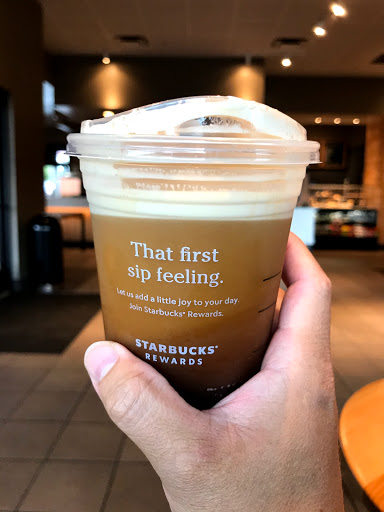 That first
sip feeling.
Let us add a little joy to your day.
Join Starbucks® Rewards.
STARBUCKS®
REWARDS